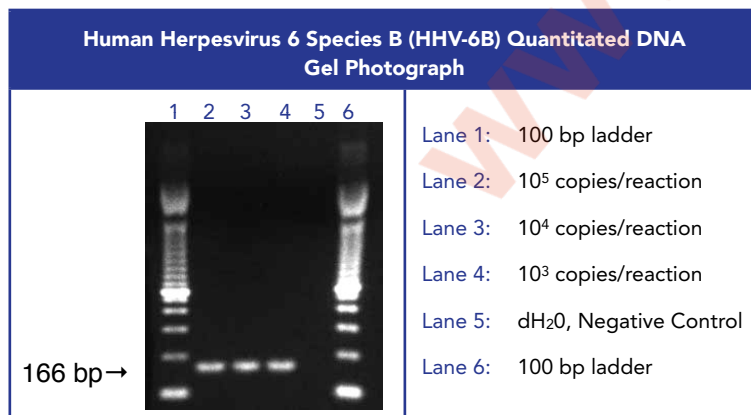 Human Herpesvirus 6 Species B (HHV-6B) Quantitated DNA
Gel Photograph
1 2 3 4 5 6
166 bp→
Lane 1: 100 bp ladder
Lane 2: 10⁵ copies/reaction
Lane 3: 10⁴ copies/reaction
Lane 4: 10³ copies/reaction
Lane 5: dH₂0, Negative Control
Lane 6: 100 bp ladder